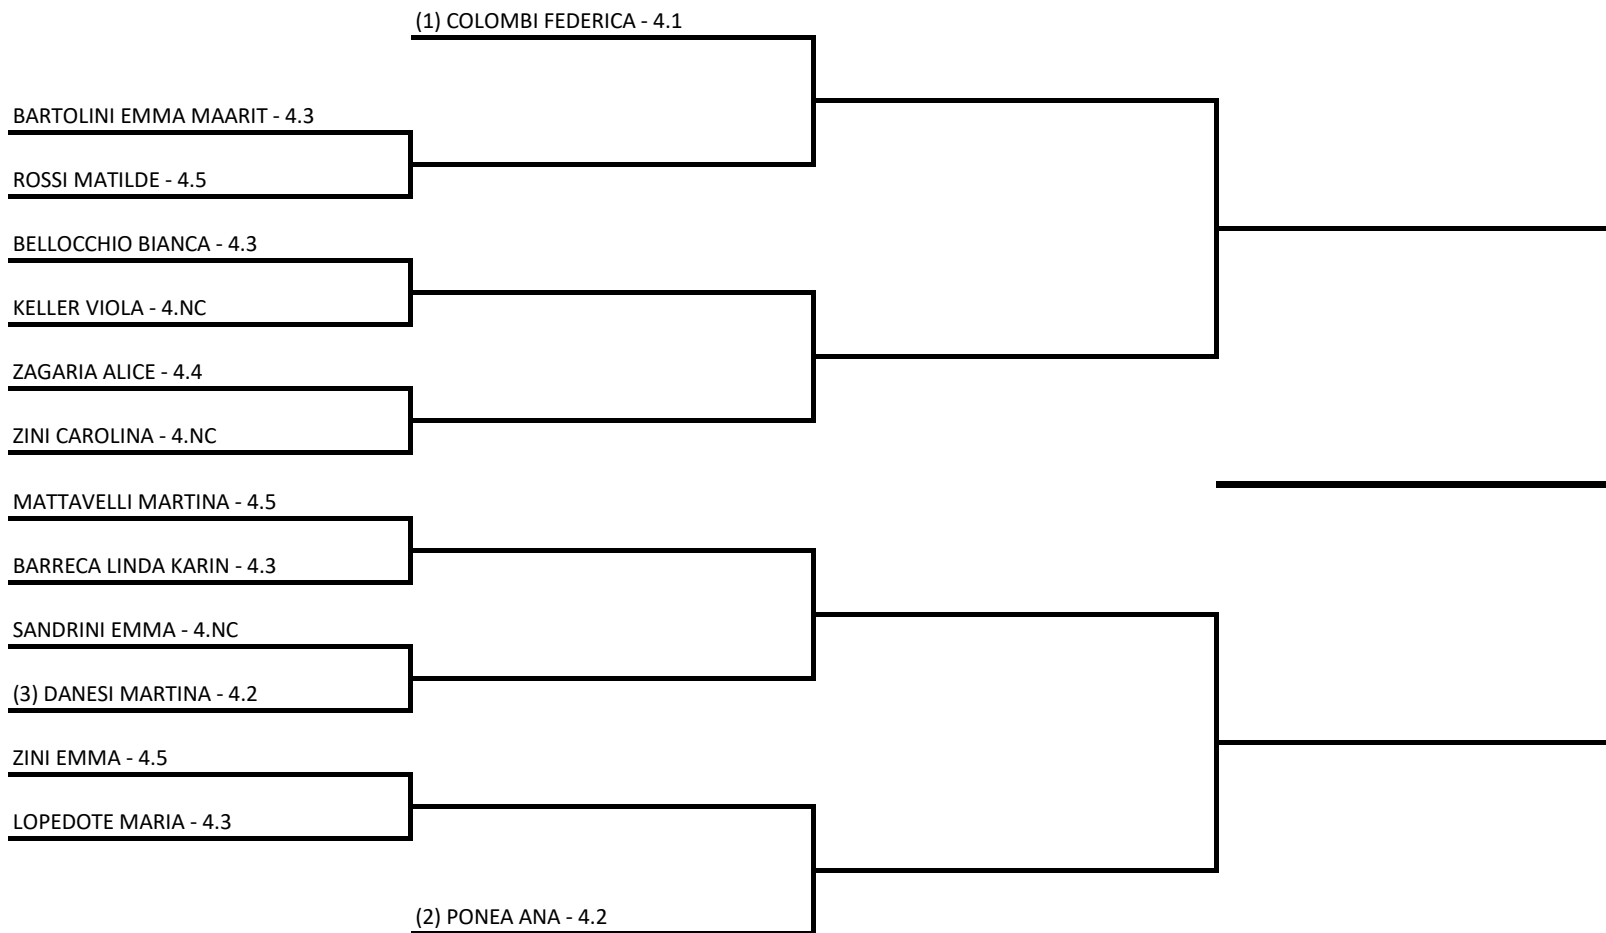 (1) COLOMBI FEDERICA - 4.1
BARTOLINI EMMA MAARIT - 4.3
ROSSI MATILDE - 4.5
BELLOCCHIO BIANCA - 4.3
KELLER VIOLA - 4.NC
ZAGARIA ALICE - 4.4
ZINI CAROLINA - 4.NC
MATTAVELLI MARTINA - 4.5
BARRECA LINDA KARIN - 4.3
SANDRINI EMMA - 4.NC
(3) DANESI MARTINA - 4.2
ZINI EMMA - 4.5
LOPEDOTE MARIA - 4.3
(2) PONEA ANA - 4.2